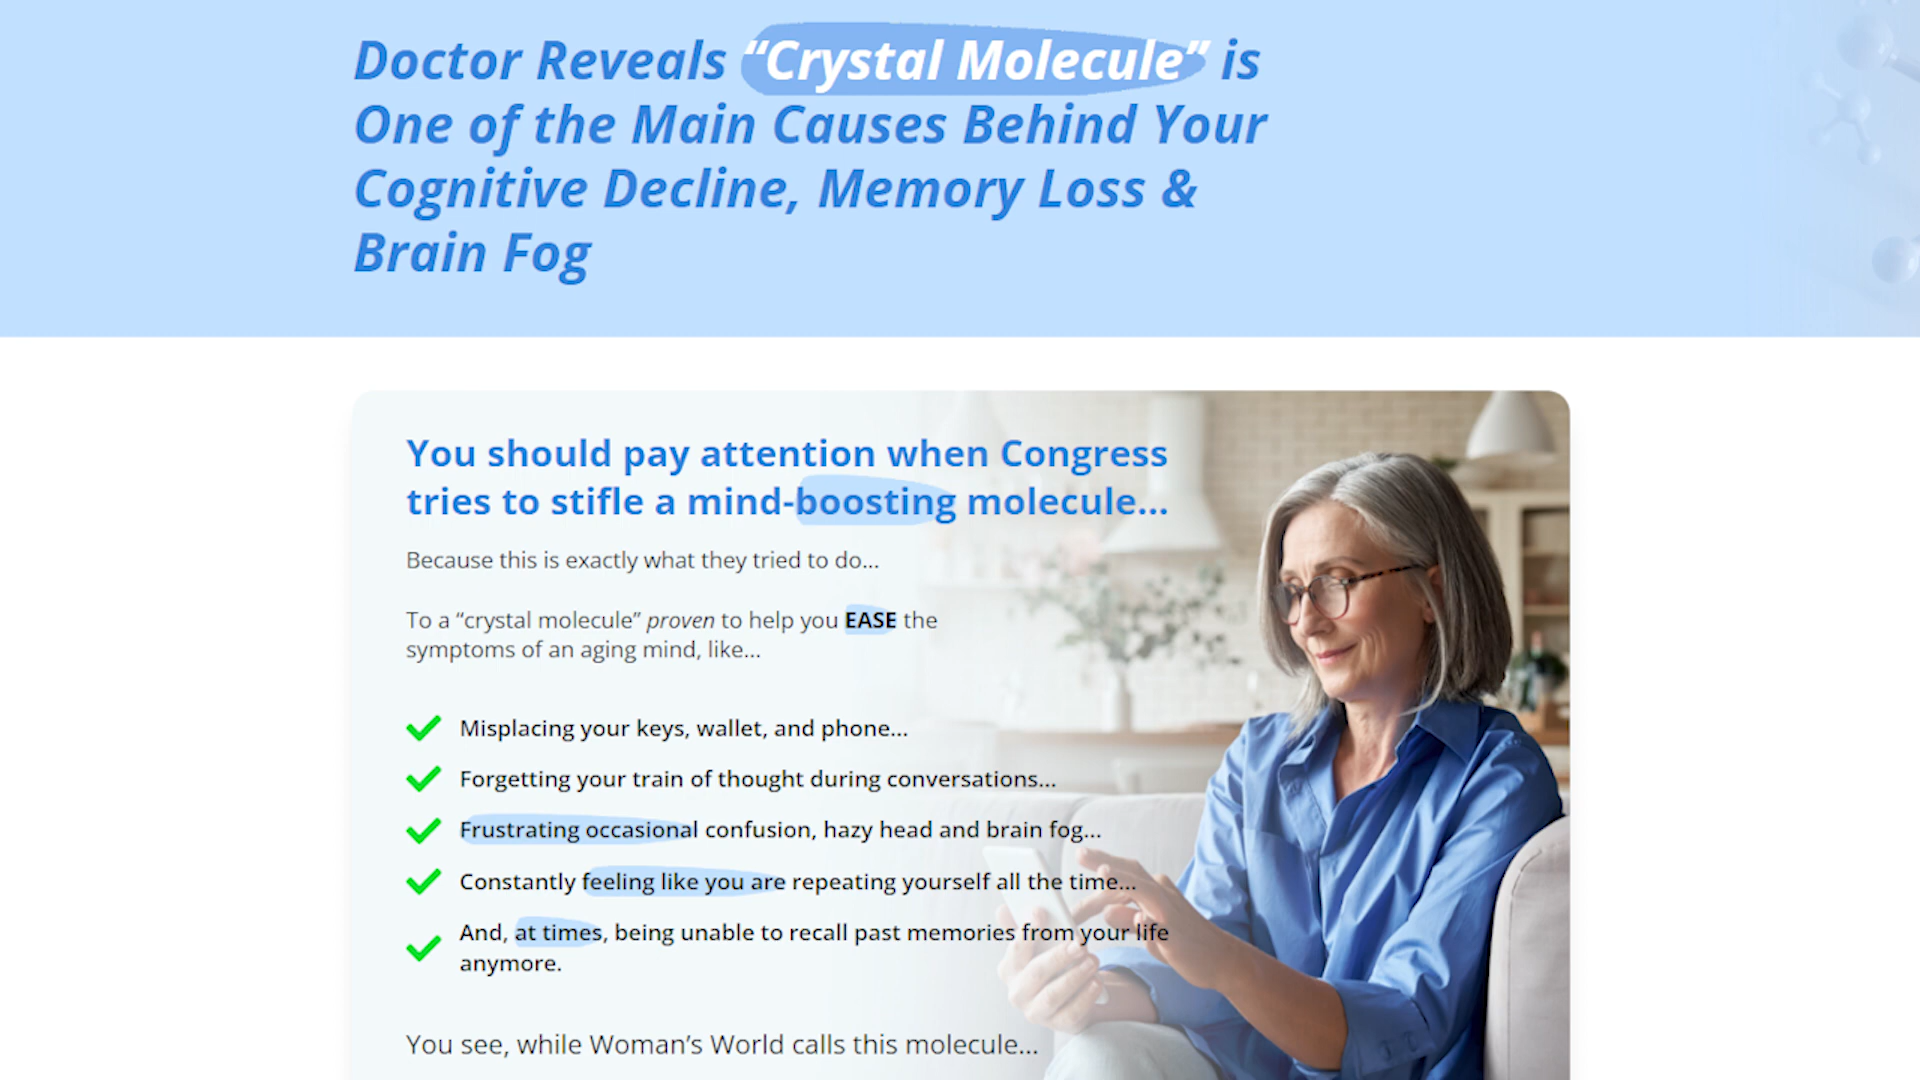 Doctor Reveals “Crystal Molecule” is
One of the Main Causes Behind Your
Cognitive Decline, Memory Loss &
Brain Fog
You should pay attention when Congress
tries to stifle a mind-boosting molecule...
Because this is exactly what they tried to do...
To a “crystal molecule” proven to help you EASE the
symptoms of an aging mind, like...
Misplacing your keys, wallet, and phone...
Forgetting your train of thought during conversations...
Frustrating occasional confusion, hazy head and brain fog...
Constantly feeling like you are repeating yourself all the time...
And, at times, being unable to recall past memories from your life
anymore.
You see, while Woman’s World calls this molecule...